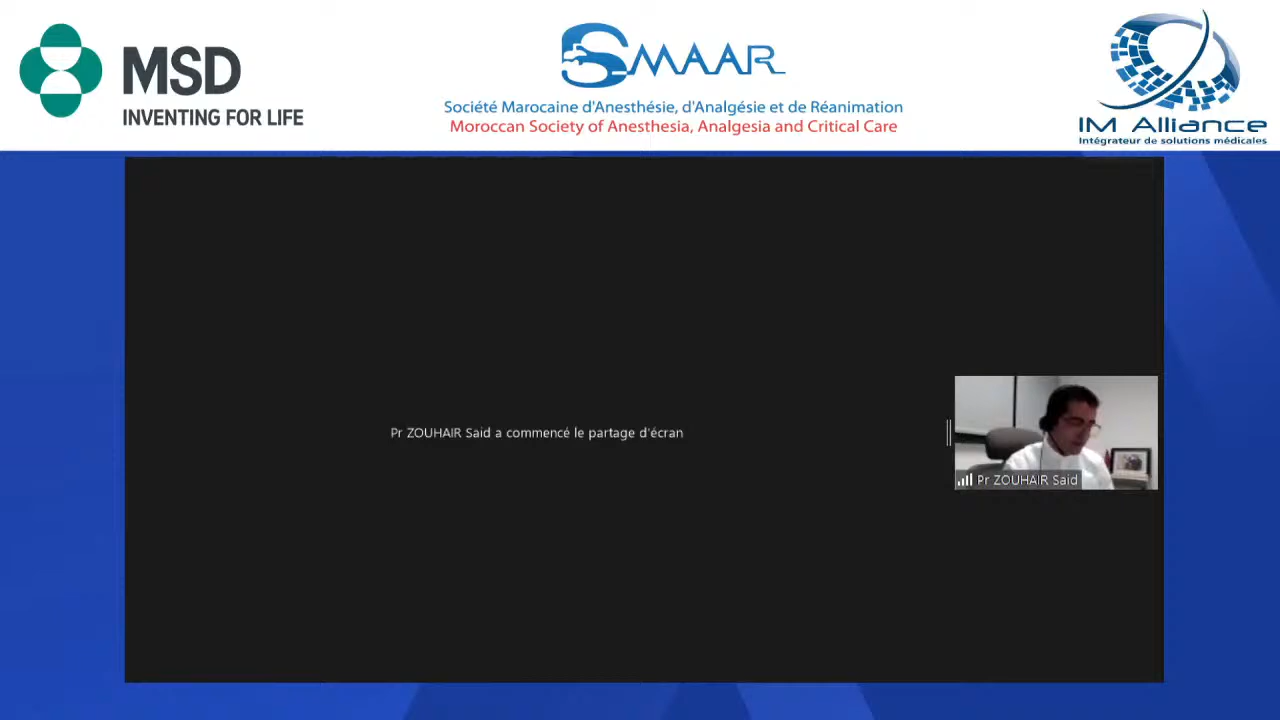 MSD
INVENTING FOR LIFE
SMAAR
Société Marocaine d'Anesthésie, d'Analgésie et de Réanimation
Moroccan Society of Anesthesia, Analgesia and Critical Care
IM Alliance
Intégrateur de solutions médicales
Pr ZOUHAIR Said a commencé le partage d'écran
Pr ZOUHAIR Said